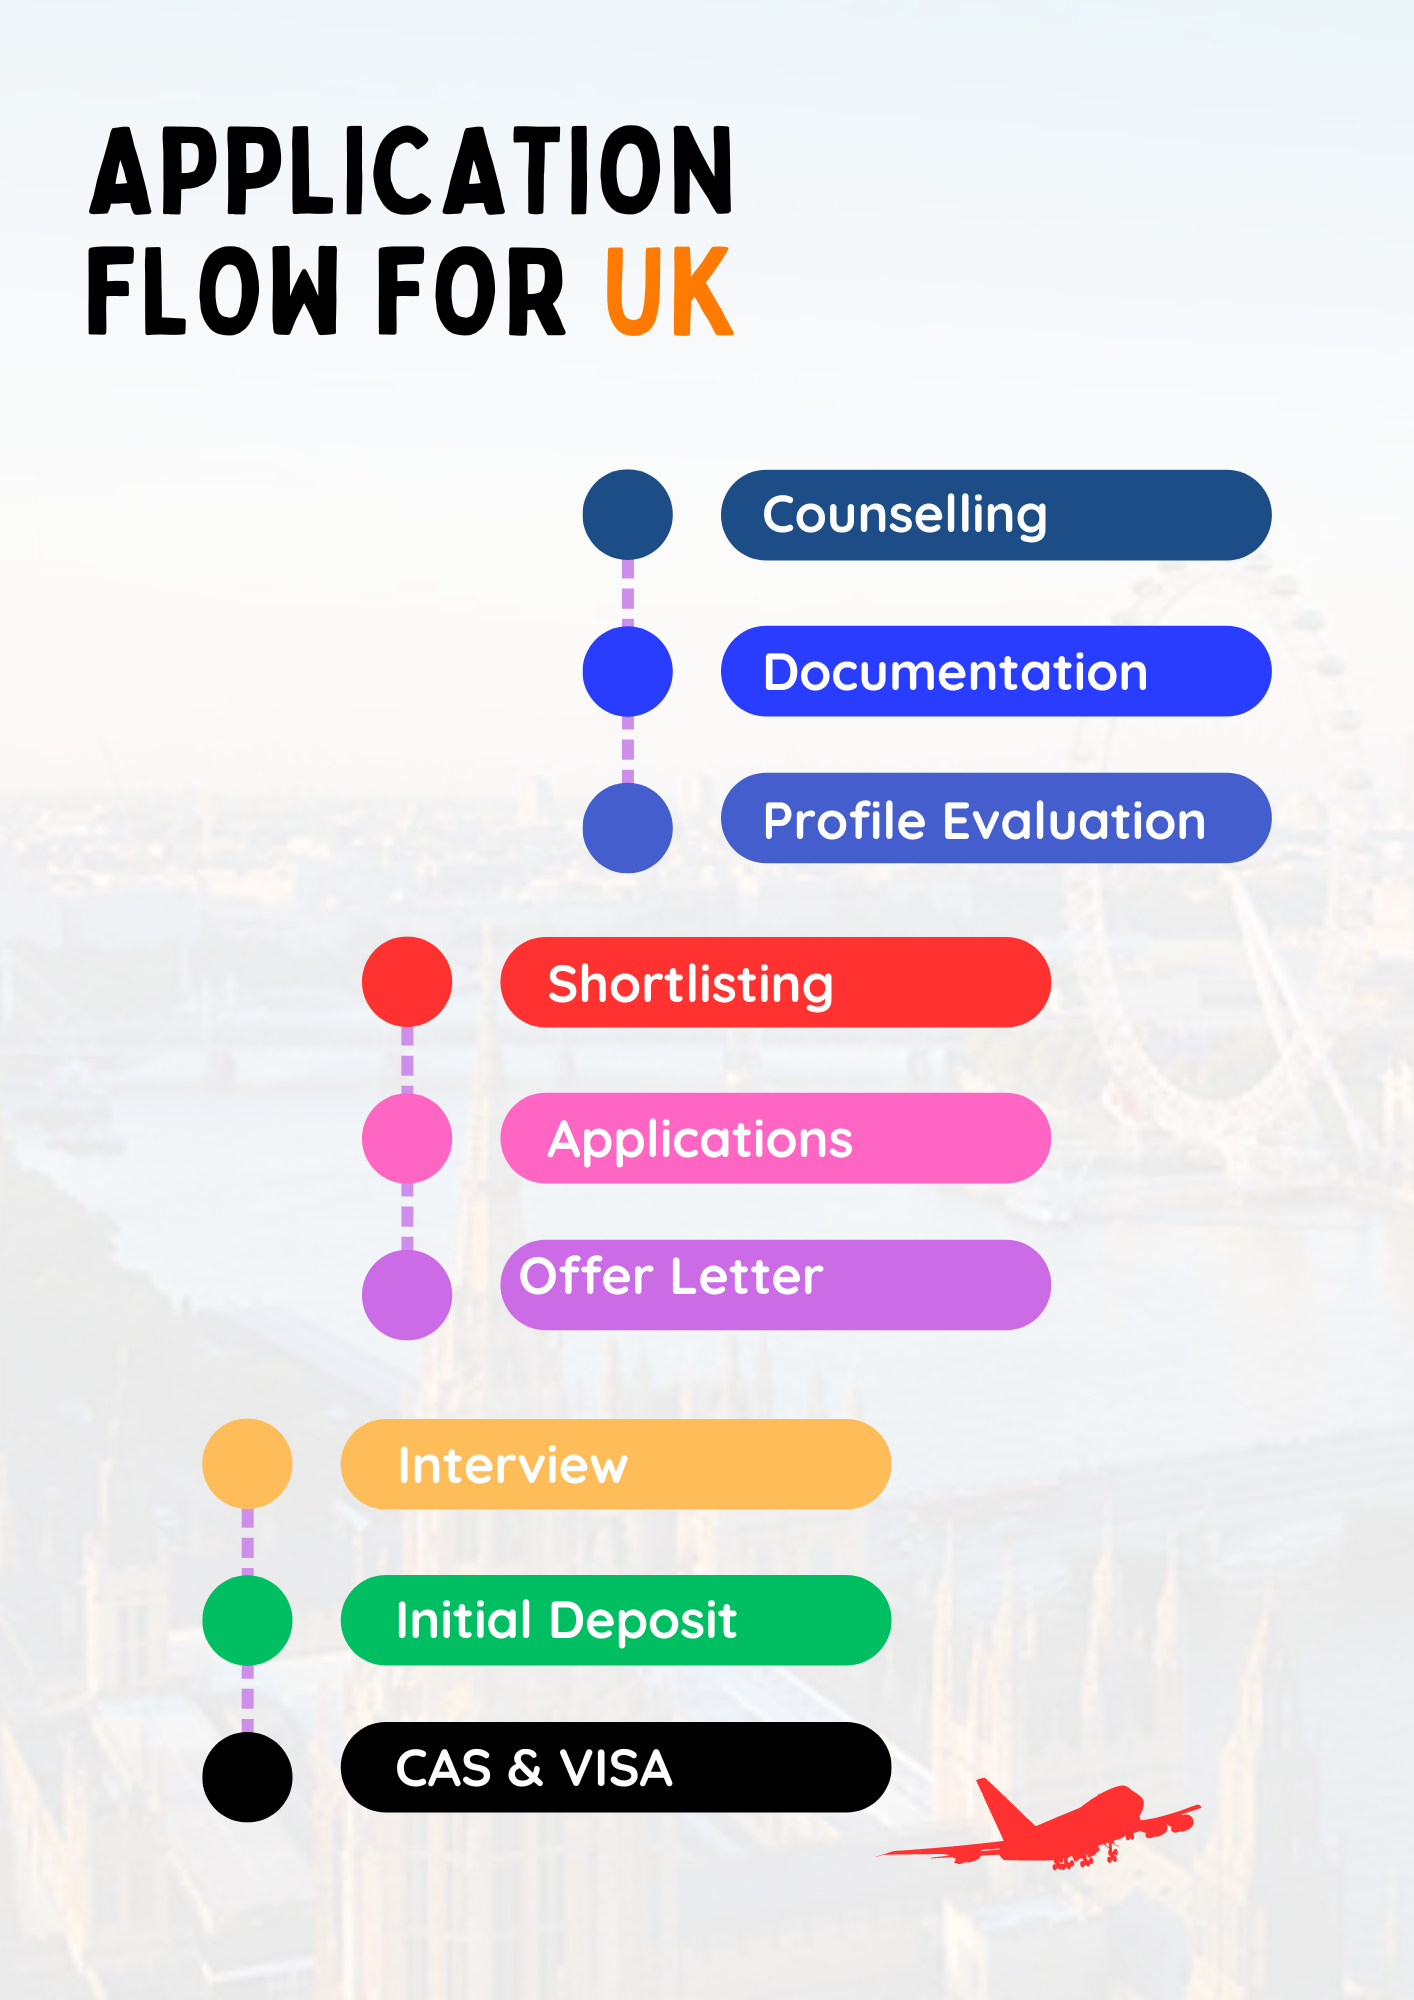 APPLICATION
FLOW FOR UK
Counselling
Documentation
Profile Evaluation
Shortlisting
Applications
Offer Letter
Interview
Initial Deposit
CAS & VISA